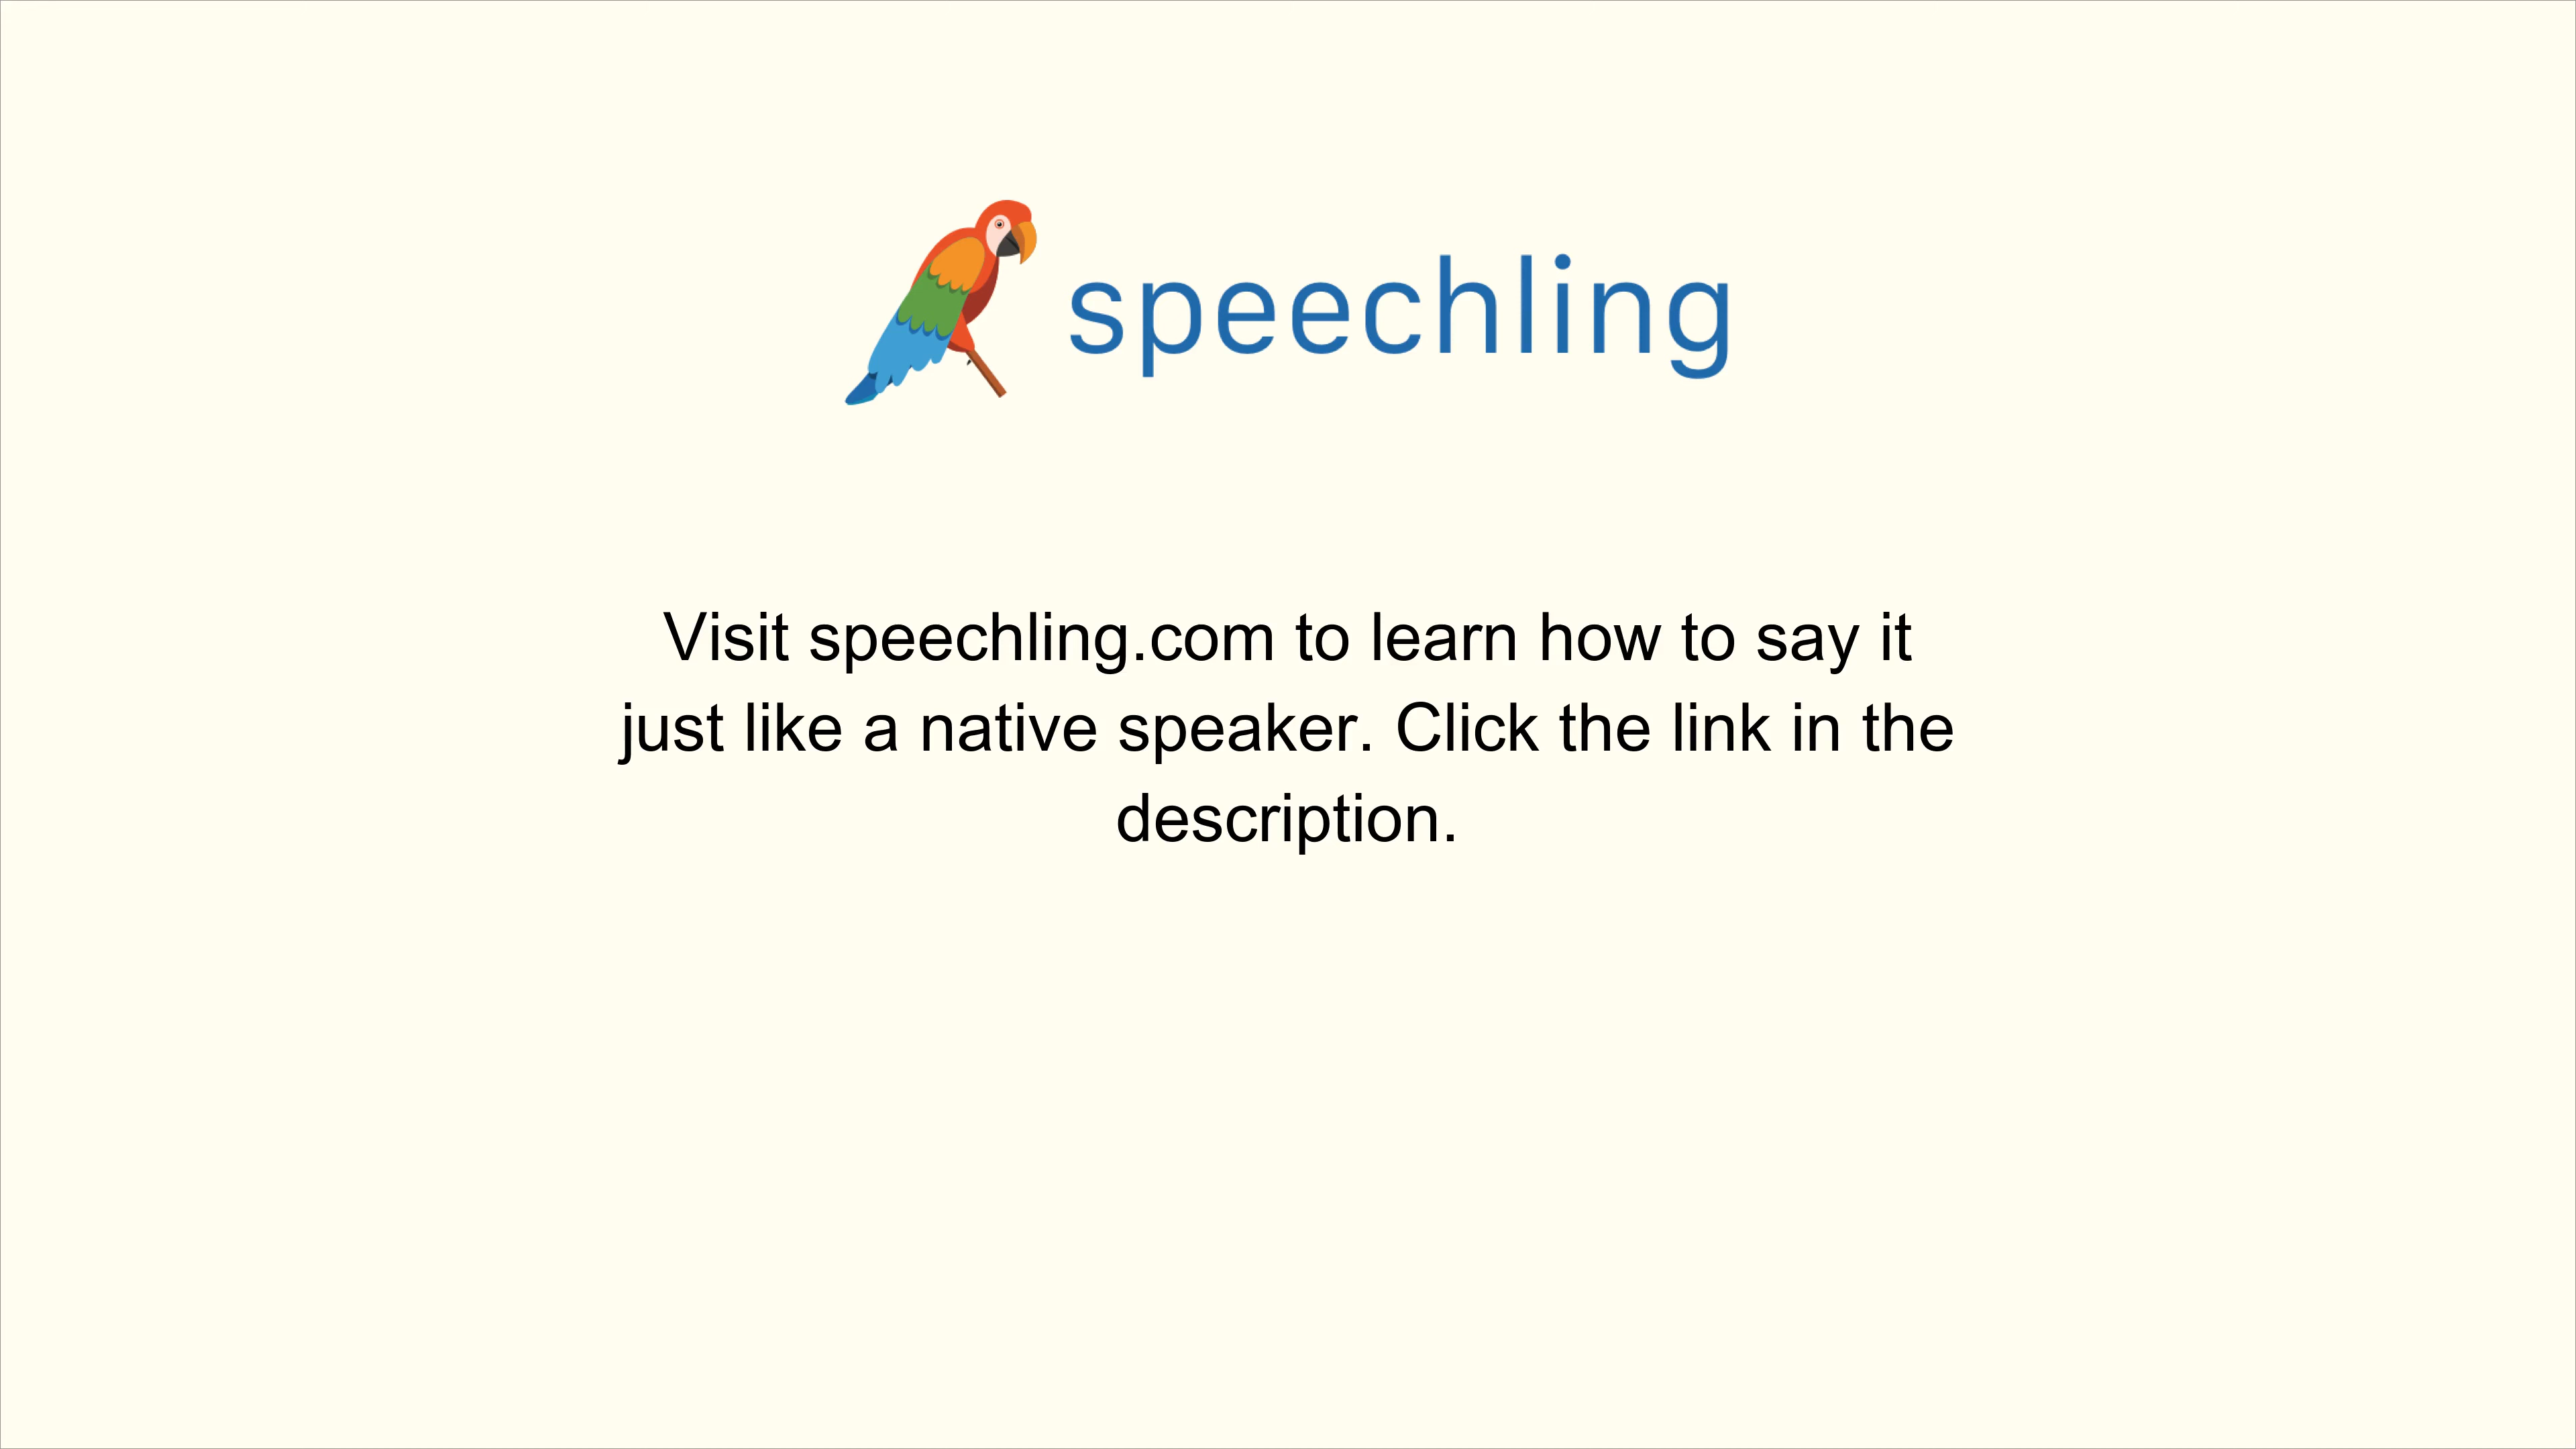 speechling
Visit speechling.com to learn how to say it
just like a native speaker. Click the link in the
description.